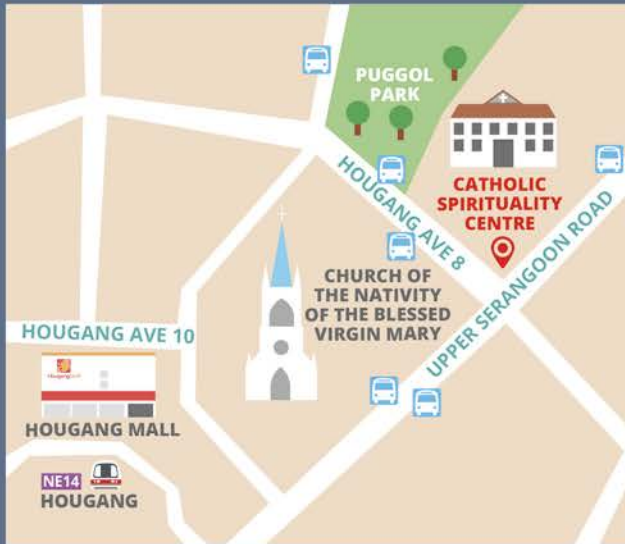 PUGGOL
PARK
CATHOLIC
SPIRITUALITY
CENTRE
HOUGANG AVE 8
UPPER SERANGOON ROAD
CHURCH OF
THE NATIVITY
OF THE BLESSED
VIRGIN MARY
HOUGANG AVE 10
HOUGANG MALL
NE14
HOUGANG